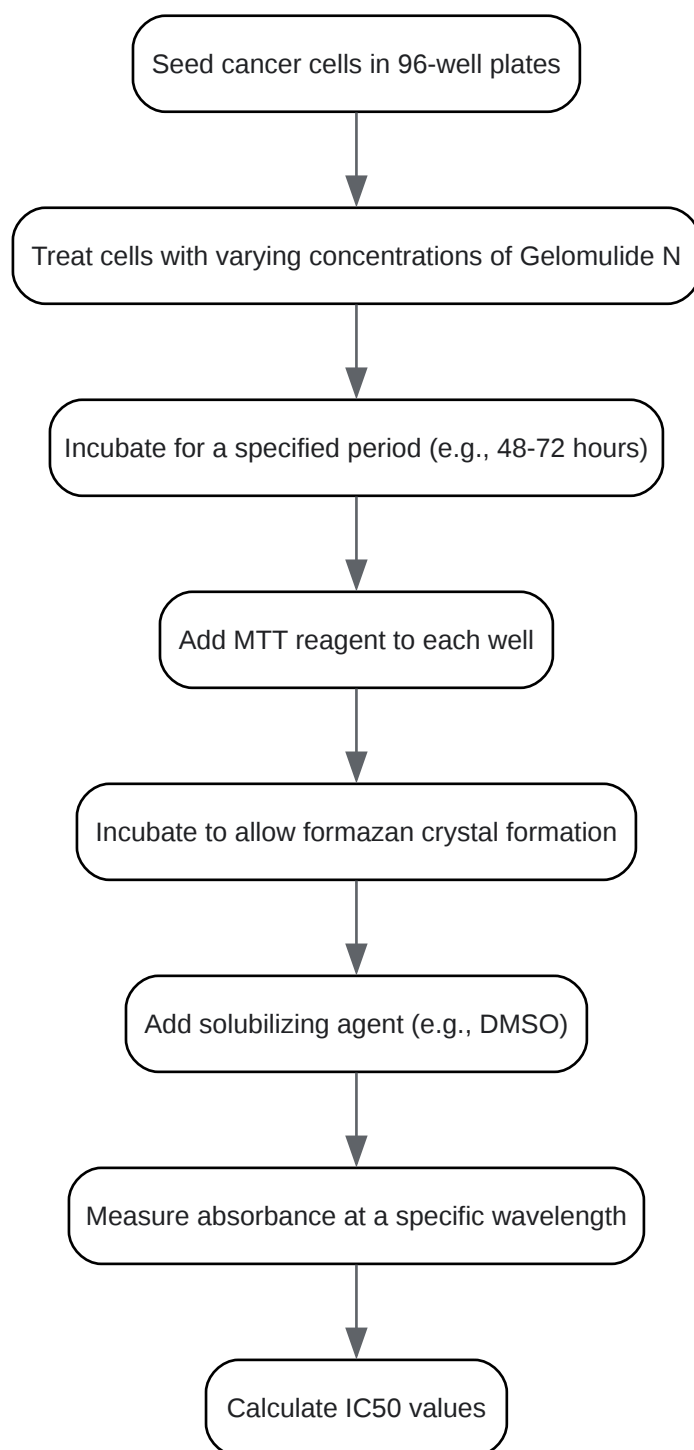 Seed cancer cells in 96-well plates
Treat cells with varying concentrations of Gelomulide N
Incubate for a specified period (e.g., 48-72 hours)
Add MTT reagent to each well
Incubate to allow formazan crystal formation
Add solubilizing agent (e.g., DMSO)
Measure absorbance at a specific wavelength
Calculate IC50 values